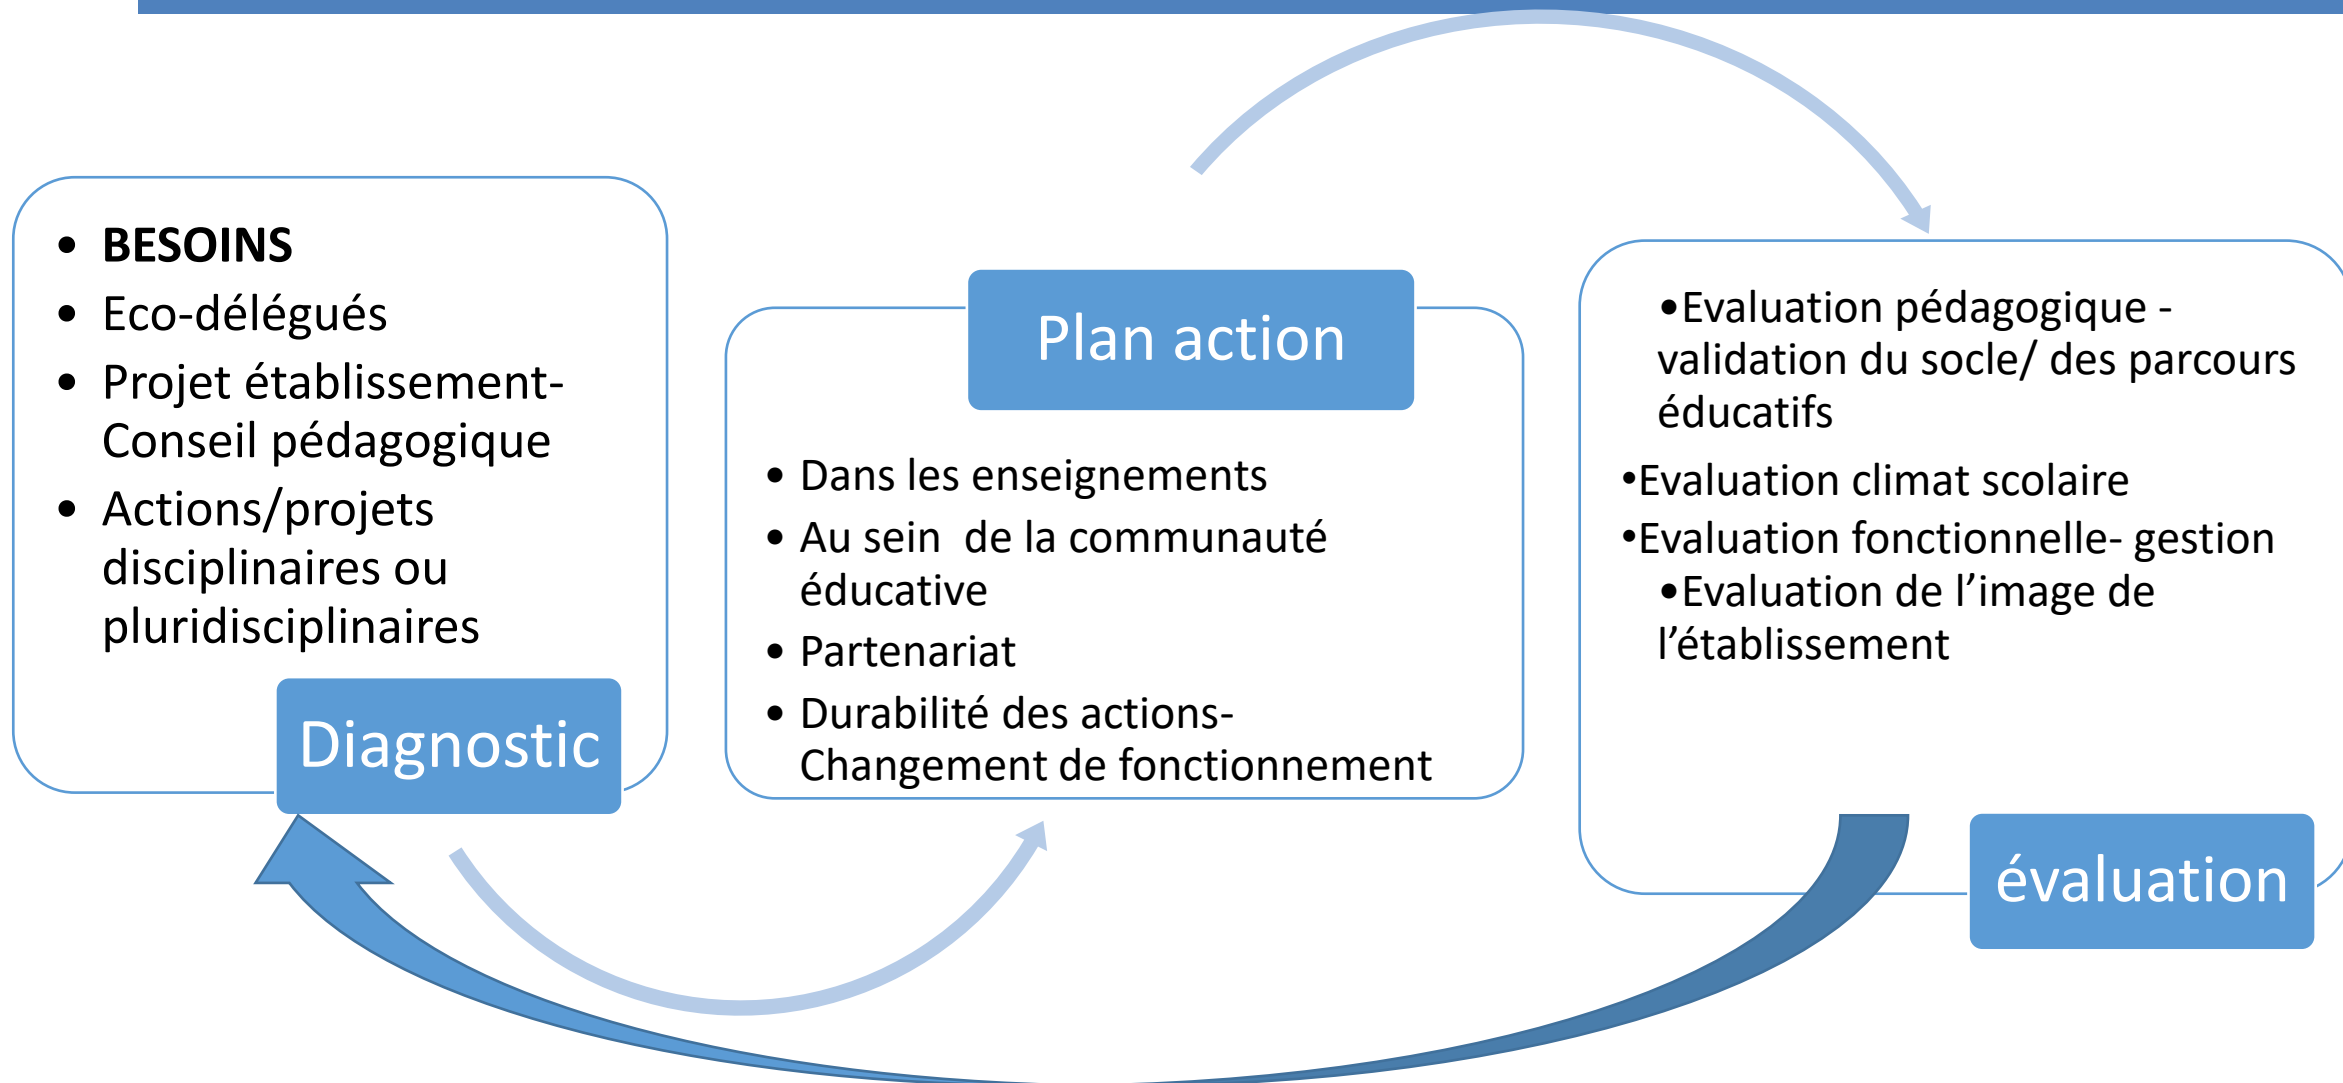 • BESOINS
• Eco-délégués
• Projet établissement-
Conseil pédagogique
• Actions/projets
disciplinaires ou
pluridisciplinaires
Diagnostic
Plan action
• Dans les enseignements
• Au sein  de la communauté
éducative
• Partenariat
• Durabilité des actions-
Changement de fonctionnement
•Evaluation pédagogique -
validation du socle/ des parcours
éducatifs
•Evaluation climat scolaire
•Evaluation fonctionnelle- gestion
•Evaluation de l’image de
l’établissement
évaluation